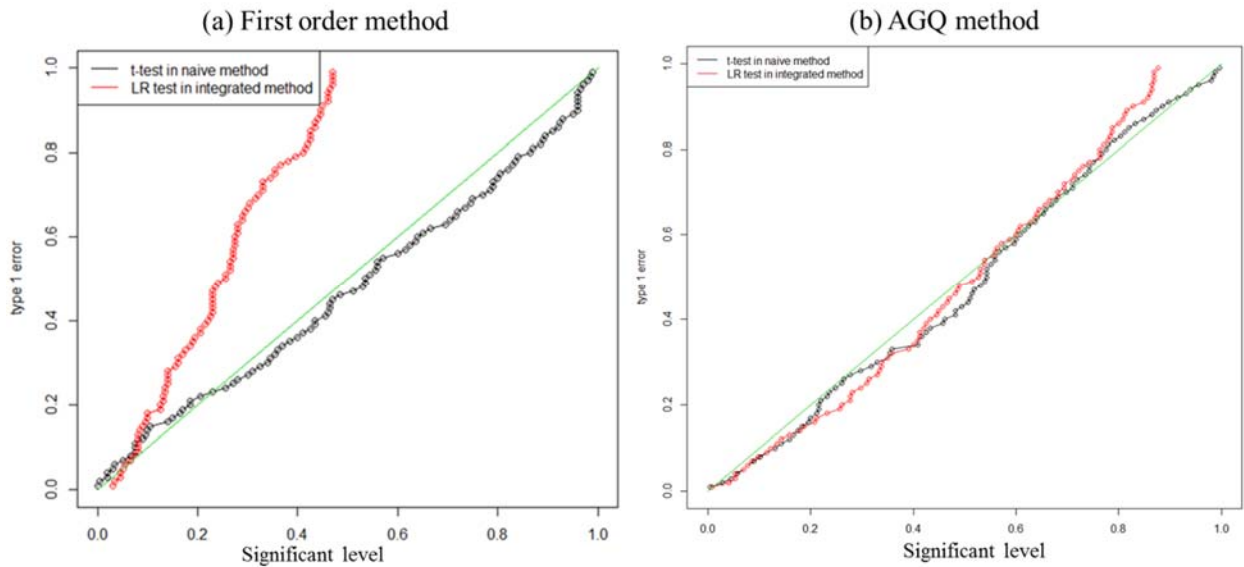 (a) First order method
t-test in naive method
LR test in integrated method
type 1 error
1.0
0.8
0.6
0.4
0.2
0.0
0.0 0.2 0.4 0.6 0.8 1.0
Significant level
(b) AGQ method
t-test in naive method
LR test in integrated method
type 1 error
1.0
0.8
0.6
0.4
0.2
0.0
0.0 0.2 0.4 0.6 0.8 1.0
Significant level